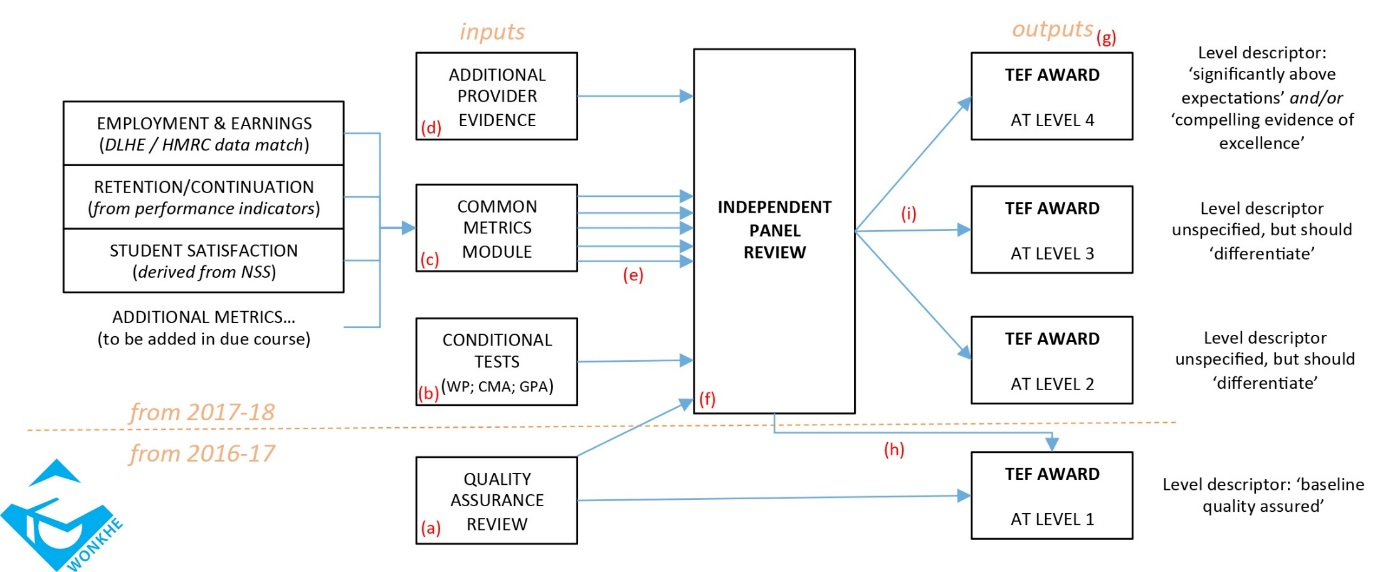 inputs
outputs (g)
EMPLOYMENT & EARNINGS
(DLHE / HMRC data match)
RETENTION/CONTINUATION
(from performance indicators)
STUDENT SATISFACTION
(derived from NSS)
ADDITIONAL METRICS...
(to be added in due course)
ADDITIONAL
PROVIDER
EVIDENCE
(d)
COMMON
METRICS
MODULE
(c)
(e)
CONDITIONAL
TESTS
(WP; CMA; GPA)
(b)
INDEPENDENT
PANEL
REVIEW
(f)
(i)
TEF AWARD
AT LEVEL 4
Level descriptor:
‘significantly above
expectations’ and/or
‘compelling evidence of
excellence’
TEF AWARD
AT LEVEL 3
Level descriptor
unspecified, but should
‘differentiate’
TEF AWARD
AT LEVEL 2
Level descriptor
unspecified, but should
‘differentiate’
from 2017-18
from 2016-17
QUALITY
ASSURANCE
REVIEW
(a)
(h)
TEF AWARD
AT LEVEL 1
Level descriptor: ‘baseline
quality assured’
WONKHE